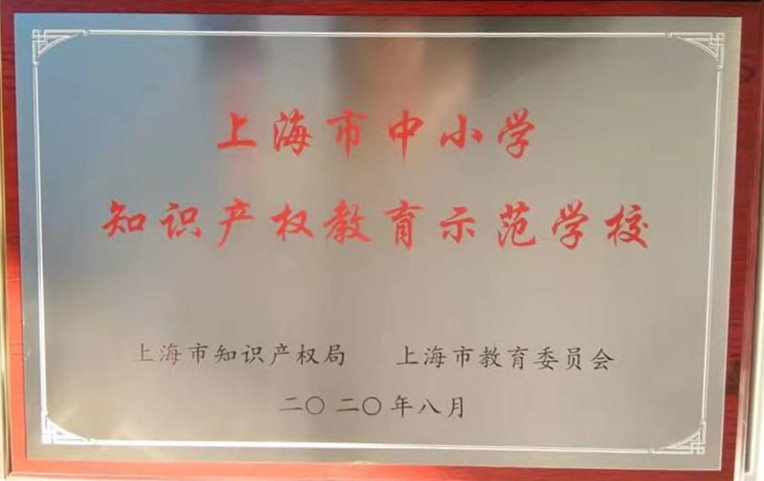 上海市中小学
知识产权教育示范学校
上海市知识产权局 上海市教育委员会
二〇二〇年八月